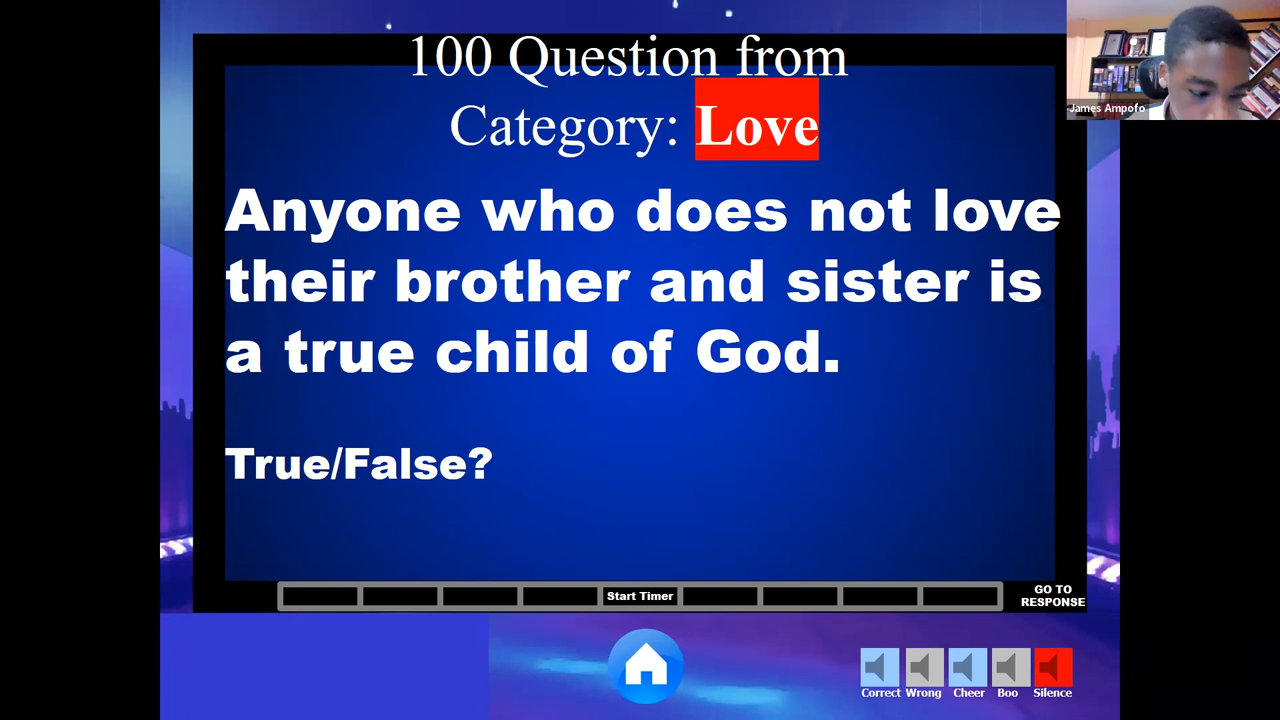 100 Question from
Category: Love
James Ampofo
Anyone who does not love
their brother and sister is
a true child of God.
True/False?
Start Timer
GO TO
RESPONSE
Correct Wrong Cheer Boo Silence